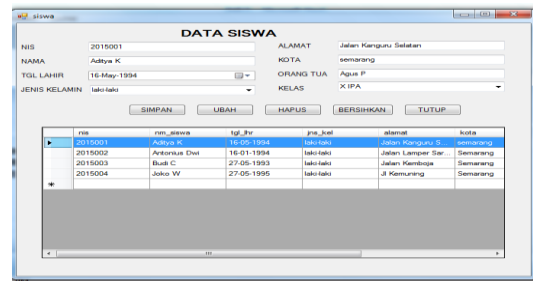 siswa
DATA SISWA
NIS 2015001 ALAMAT Jalan Kanguru Selatan
NAMA Aditya K KOTA semarang
TGL LAHIR 16-May-1994 ORANG TUA Agus P
JENIS KELAMIN laki-laki KELAS X IPA
SIMPAN UBAH HAPUS BERSIHKAN TUTUP
nis nm_siswa tgl_lhr jns_kel alamat kota
2015001 Aditya K 16-05-1994 laki-laki Jalan Kanguru S... semarang
2015002 Antonius Dwi 16-01-1994 laki-laki Jalan Lamper Sar... Semarang
2015003 Budi C 27-05-1993 laki-laki Jalan Kemboja Semarang
2015004 Joko W 27-05-1995 laki-laki Jl Kemuning Semarang